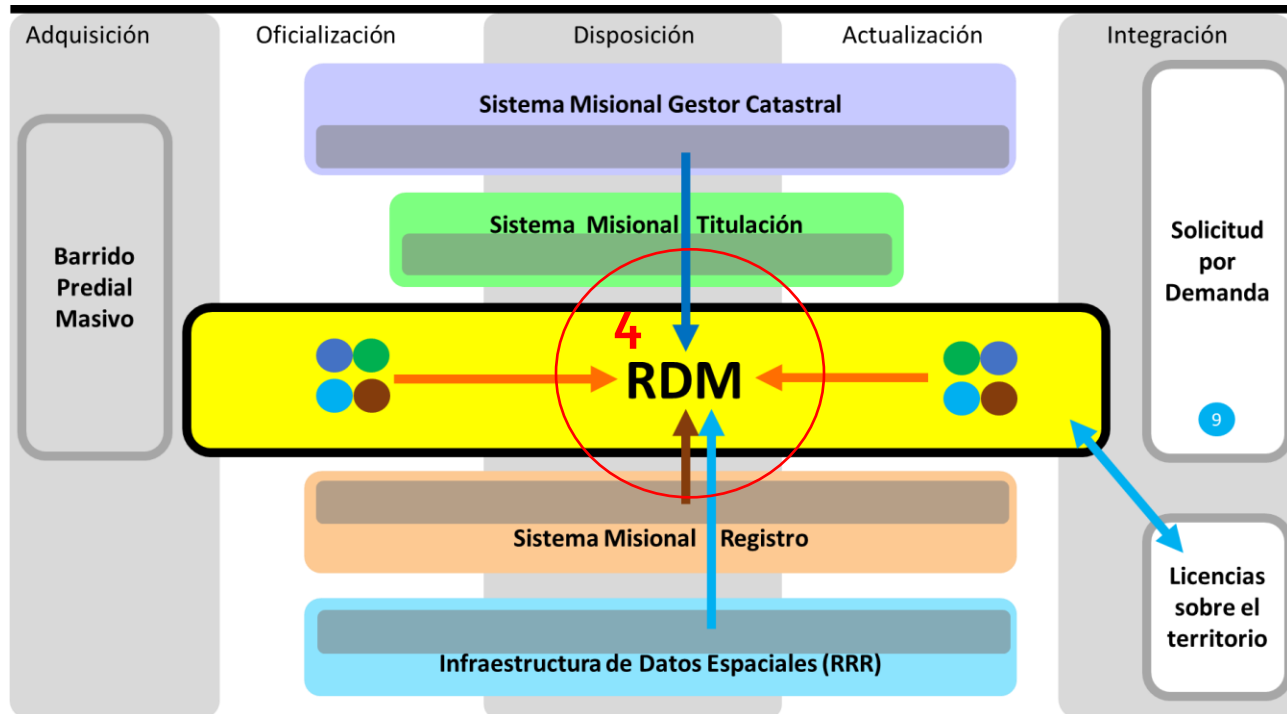 Adquisición
Oficialización
Disposición
Actualización
Integración
Sistema Misional Gestor Catastral
Sistema Misional Titulación
Barrido
Predial
Masivo
Solicitud
por
Demanda
4
RDM
9
Sistema Misional Registro
Licencias
sobre el
territorio
Infraestructura de Datos Espaciales (RRR)